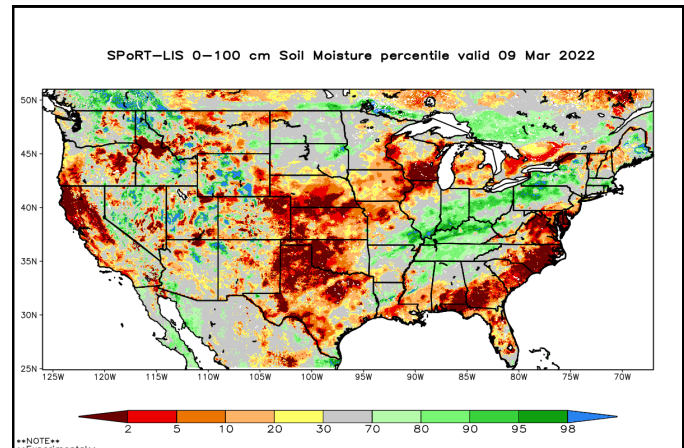 SPoRT-LIS 0-100 cm Soil Moisture percentile valid 09 Mar 2022
50N
45N
40N
35N
30N
25N
125W 120W 115W 110W 105W 100W 95W 90W 85W 80W 75W 70W
2 5 10 20 30 70 80 90 95 98
**NOTE**